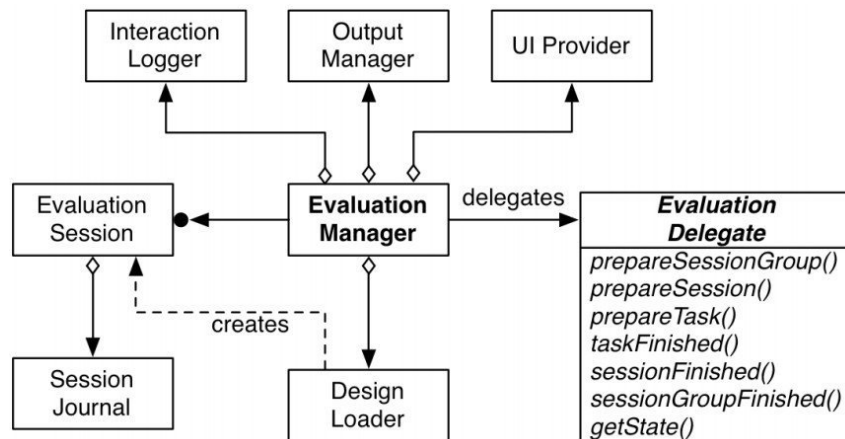 Interaction
Logger
Output
Manager
UI Provider
Evaluation
Session
Evaluation
Manager
delegates
Evaluation
Delegate
prepareSessionGroup()
prepareSession()
prepareTask()
taskFinished()
sessionFinished()
sessionGroupFinished()
getState()
creates
Session
Journal
Design
Loader